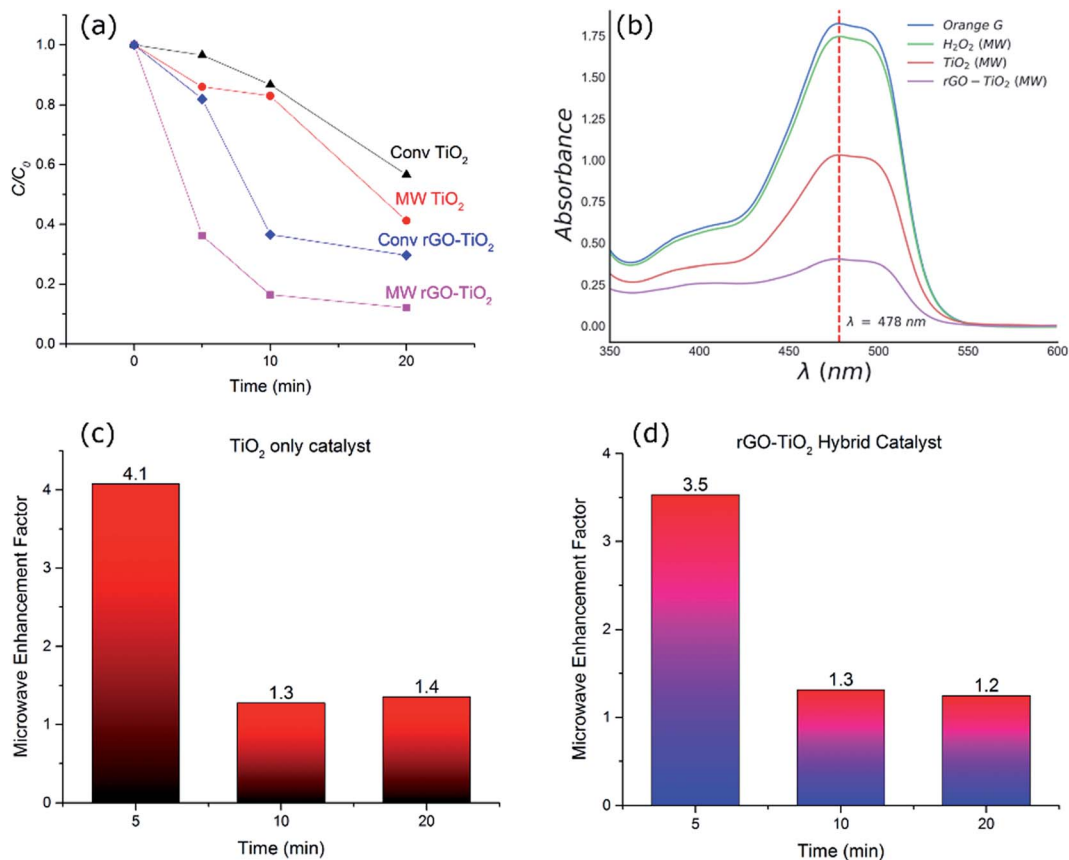 (a)
1.0
0.8
0.6
0.4
0.2
0.0
C/C₀
Conv TiO₂
MW TiO₂
Conv rGO-TiO₂
MW rGO-TiO₂
0 10 20
Time (min)
(b)
Orange G
H₂O₂ (MW)
TiO₂ (MW)
rGO − TiO₂ (MW)
1.75
1.50
1.25
1.00
0.75
0.50
0.25
0.00
Absorbance
λ = 478 nm
350 400 450 500 550 600
λ (nm)
(c)
TiO₂ only catalyst
4.1
1.3
1.4
4
3
2
1
0
Microwave Enhancement Factor
5 10 20
Time (min)
(d)
rGO-TiO₂ Hybrid Catalyst
3.5
1.3
1.2
4
3
2
1
0
Microwave Enhancement Factor
5 10 20
Time (min)